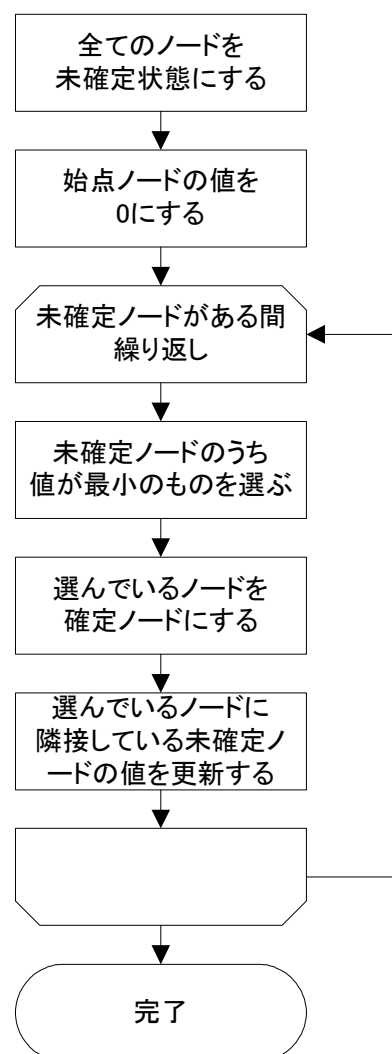 全てのノードを
未確定状態にする
始点ノードの値を
0にする
未確定ノードがある間
繰り返し
未確定ノードのうち
値が最小のものを選ぶ
選んでいるノードを
確定ノードにする
選んでいるノードに
隣接している未確定ノ
ードの値を更新する
完了